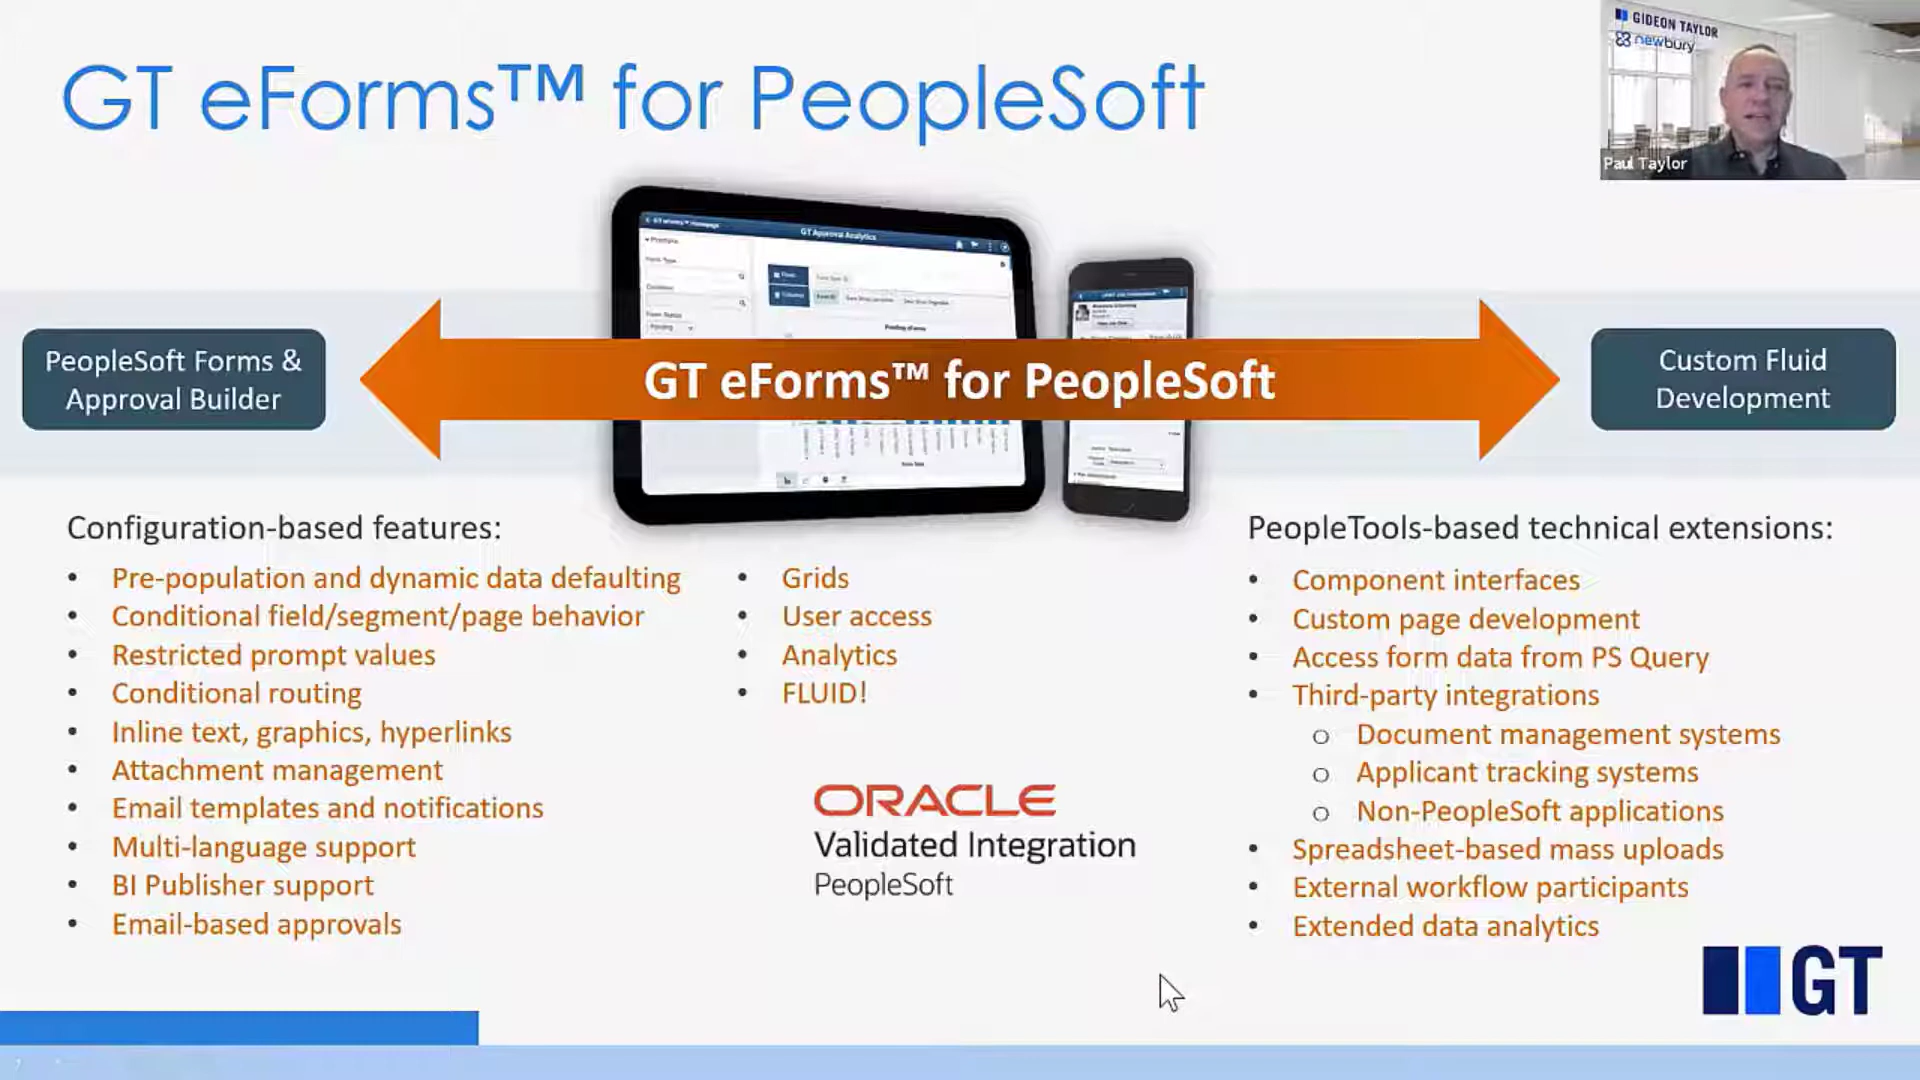 GT eForms™ for PeopleSoft
GIDEON TAYLOR
newbury
Paul Taylor
GT Approval Analytics
PeopleSoft Forms &
Approval Builder
GT eForms™ for PeopleSoft
Custom Fluid
Development
Configuration-based features:
• Pre-population and dynamic data defaulting
• Conditional field/segment/page behavior
• Restricted prompt values
• Conditional routing
• Inline text, graphics, hyperlinks
• Attachment management
• Email templates and notifications
• Multi-language support
• BI Publisher support
• Email-based approvals
• Grids
• User access
• Analytics
• FLUID!
ORACLE
Validated Integration
PeopleSoft
PeopleTools-based technical extensions:
• Component interfaces
• Custom page development
• Access form data from PS Query
• Third-party integrations
o Document management systems
o Applicant tracking systems
o Non-PeopleSoft applications
• Spreadsheet-based mass uploads
• External workflow participants
• Extended data analytics
GT